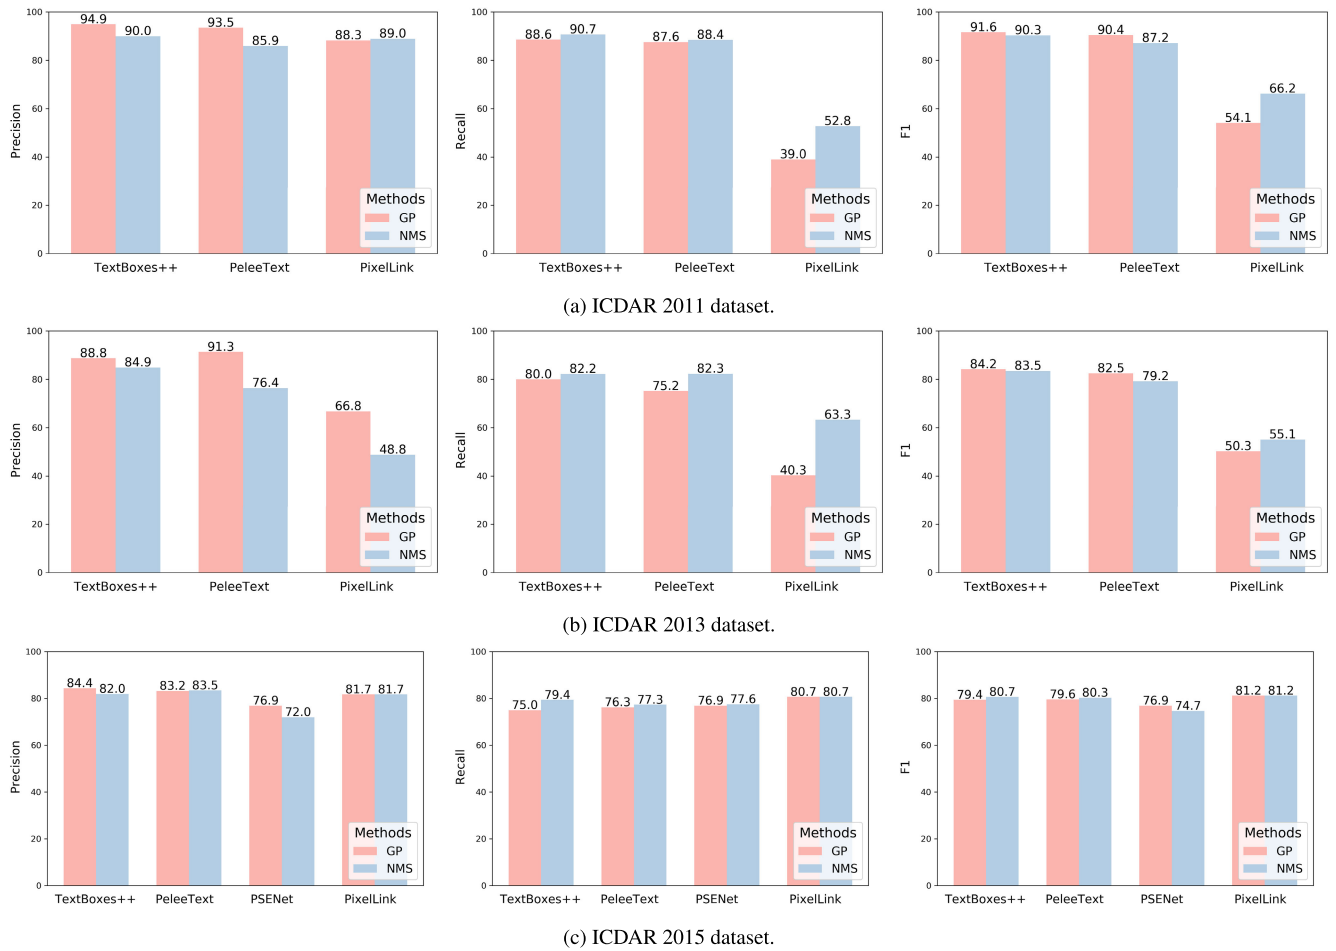 100
80
60
40
20
0
Precision
94.9
90.0
93.5
85.9
88.3
89.0
Methods
GP
NMS
TextBoxes++
PeleeText
PixelLink
100
80
60
40
20
0
Recall
88.6
90.7
87.6
88.4
39.0
52.8
Methods
GP
NMS
TextBoxes++
PeleeText
PixelLink
100
80
60
40
20
0
F1
91.6
90.3
90.4
87.2
54.1
66.2
Methods
GP
NMS
TextBoxes++
PeleeText
PixelLink
(a) ICDAR 2011 dataset.
100
80
60
40
20
0
Precision
88.8
84.9
91.3
76.4
66.8
48.8
Methods
GP
NMS
TextBoxes++
PeleeText
PixelLink
100
80
60
40
20
0
Recall
80.0
82.2
75.2
82.3
40.3
63.3
Methods
GP
NMS
TextBoxes++
PeleeText
PixelLink
100
80
60
40
20
0
F1
84.2
83.5
82.5
79.2
50.3
55.1
Methods
GP
NMS
TextBoxes++
PeleeText
PixelLink
(b) ICDAR 2013 dataset.
100
80
60
40
20
0
Precision
84.4
82.0
83.2
83.5
76.9
72.0
81.7
81.7
Methods
GP
NMS
TextBoxes++
PeleeText
PSENet
PixelLink
100
80
60
40
20
0
Recall
75.0
79.4
76.3
77.3
76.9
77.6
80.7
80.7
Methods
GP
NMS
TextBoxes++
PeleeText
PSENet
PixelLink
100
80
60
40
20
0
F1
79.4
80.7
79.6
80.3
76.9
74.7
81.2
81.2
Methods
GP
NMS
TextBoxes++
PeleeText
PSENet
PixelLink
(c) ICDAR 2015 dataset.